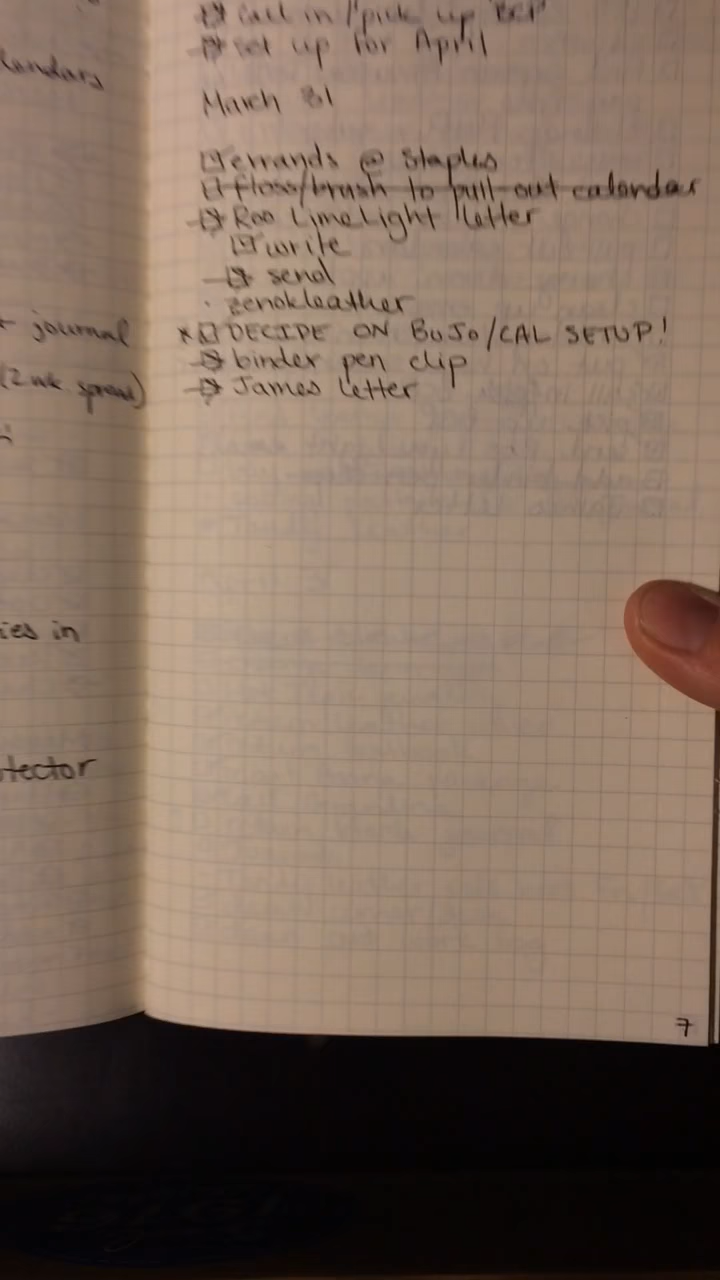 lendars
journal
(2 wk. spread)
ies in
tector
call in / pick up BCP
set up for April
March 31
errands @ Staples
floss/brush to pull-out calendar
Roo LimeLight letter
write
send
· zenokleather
* DECIDE ON BUJO/CAL SETUP!
binder pen clip
James letter
7